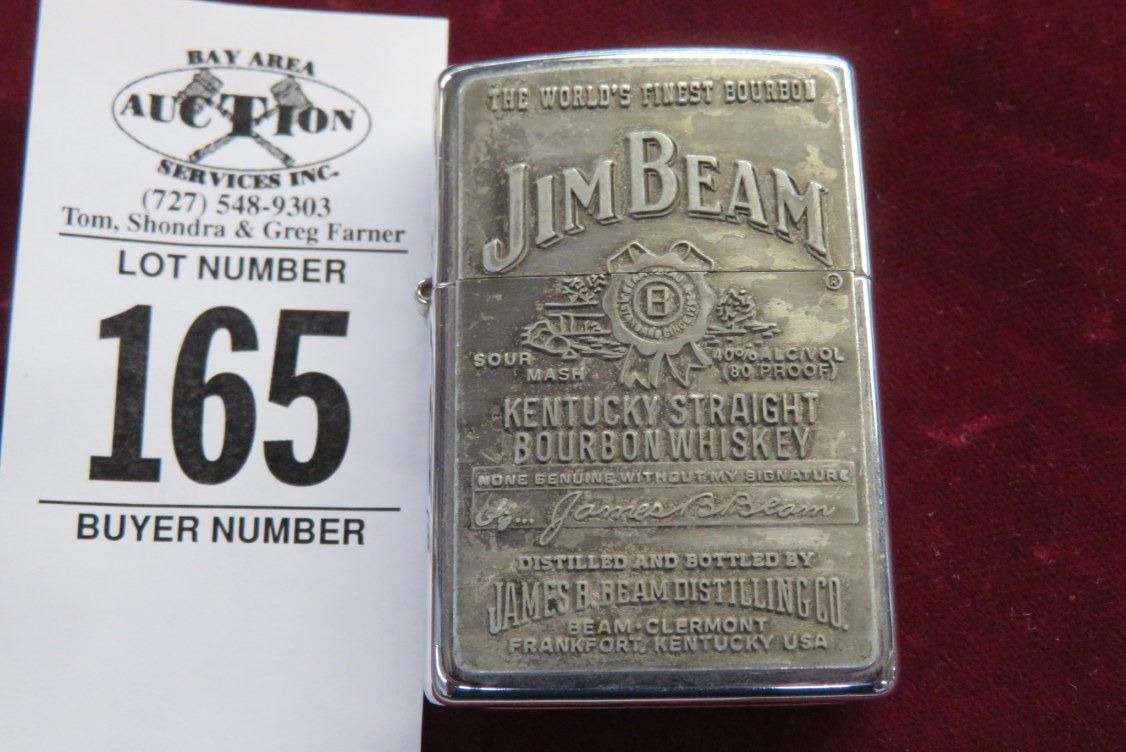 BAY AREA
AUCTION
SERVICES INC.
(727) 548-9303
Tom, Shondra & Greg Farner
LOT NUMBER
165
BUYER NUMBER
THE WORLD'S FINEST BOURBON
JIM BEAM
®
B
SOUR MASH
40% ALC/VOL
(80 PROOF)
KENTUCKY STRAIGHT
BOURBON WHISKEY
NONE GENUINE WITHOUT MY SIGNATURE
James B. Beam
DISTILLED AND BOTTLED BY
JAMES B. BEAM DISTILLING CO.
BEAM·CLERMONT
FRANKFORT, KENTUCKY USA